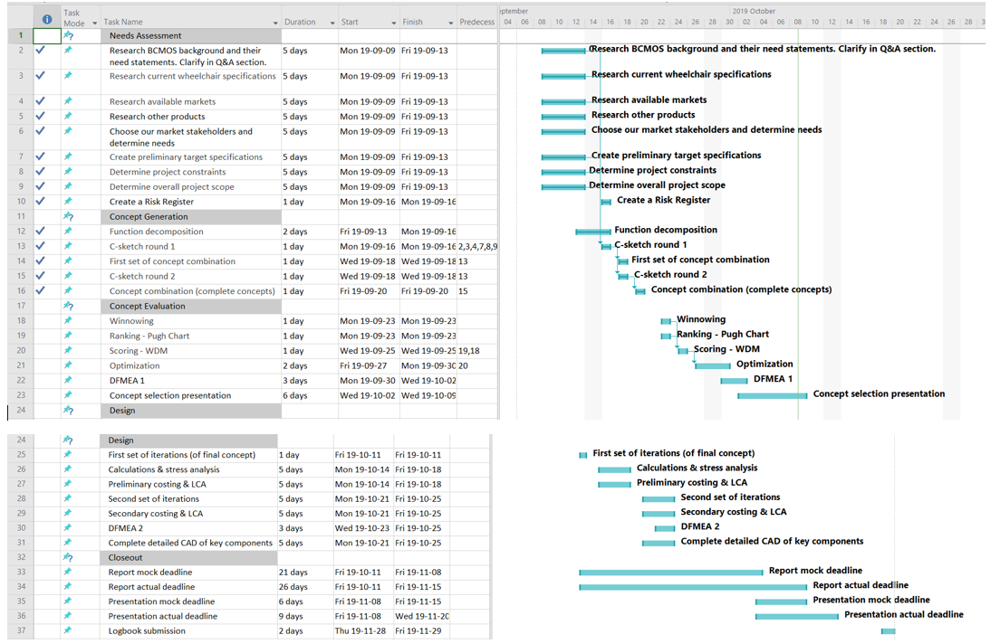 eptember 2019 October
Task Mode Task Name Duration Start Finish Predecess 04 06 08 10 12 14 16 18 20 22 24 26 28 30 02 04 06 08 10 12 14 16 18 20 22 24 26 28 3
1 Needs Assessment
2 Research BCMOS background and their 5 days Mon 19-09-09 Fri 19-09-13 Research BCMOS background and their need statements. Clarify in Q&A section.
need statements. Clarify in Q&A section.
3 Research current wheelchair specifications 5 days Mon 19-09-09 Fri 19-09-13 Research current wheelchair specifications
4 Research available markets 5 days Mon 19-09-09 Fri 19-09-13 Research available markets
5 Research other products 5 days Mon 19-09-09 Fri 19-09-13 Research other products
6 Choose our market stakeholders and 5 days Mon 19-09-09 Fri 19-09-13 Choose our market stakeholders and determine needs
determine needs
7 Create preliminary target specifications 5 days Mon 19-09-09 Fri 19-09-13 Create preliminary target specifications
8 Determine project constraints 5 days Mon 19-09-09 Fri 19-09-13 Determine project constraints
9 Determine overall project scope 5 days Mon 19-09-09 Fri 19-09-13 Determine overall project scope
10 Create a Risk Register 1 day Mon 19-09-16 Mon 19-09-16 Create a Risk Register
11 Concept Generation
12 Function decomposition 2 days Fri 19-09-13 Mon 19-09-16 Function decomposition
13 C-sketch round 1 1 day Mon 19-09-16 Mon 19-09-16 2,3,4,7,8,9 C-sketch round 1
14 First set of concept combination 1 day Wed 19-09-18 Wed 19-09-18 13 First set of concept combination
15 C-sketch round 2 1 day Wed 19-09-18 Wed 19-09-18 13 C-sketch round 2
16 Concept combination (complete concepts) 1 day Fri 19-09-20 Fri 19-09-20 15 Concept combination (complete concepts)
17 Concept Evaluation
18 Winnowing 1 day Mon 19-09-23 Mon 19-09-23 Winnowing
19 Ranking - Pugh Chart 1 day Mon 19-09-23 Mon 19-09-23 Ranking - Pugh Chart
20 Scoring - WDM 1 day Wed 19-09-25 Wed 19-09-25 19,18 Scoring - WDM
21 Optimization 2 days Fri 19-09-27 Mon 19-09-30 20 Optimization
22 DFMEA 1 3 days Mon 19-09-30 Wed 19-10-02 DFMEA 1
23 Concept selection presentation 6 days Wed 19-10-02 Wed 19-10-09 Concept selection presentation
24 Design
24 Design
25 First set of iterations (of final concept) 1 day Fri 19-10-11 Fri 19-10-11 First set of iterations (of final concept)
26 Calculations & stress analysis 5 days Mon 19-10-14 Fri 19-10-18 Calculations & stress analysis
27 Preliminary costing & LCA 5 days Mon 19-10-14 Fri 19-10-18 Preliminary costing & LCA
28 Second set of iterations 5 days Mon 19-10-21 Fri 19-10-25 Second set of iterations
29 Secondary costing & LCA 5 days Mon 19-10-21 Fri 19-10-25 Secondary costing & LCA
30 DFMEA 2 3 days Wed 19-10-23 Fri 19-10-25 DFMEA 2
31 Complete detailed CAD of key components 5 days Mon 19-10-21 Fri 19-10-25 Complete detailed CAD of key components
32 Closeout
33 Report mock deadline 21 days Fri 19-10-11 Fri 19-11-08 Report mock deadline
34 Report actual deadline 26 days Fri 19-10-11 Fri 19-11-15 Report actual deadline
35 Presentation mock deadline 6 days Fri 19-11-08 Fri 19-11-15 Presentation mock deadline
36 Presentation actual deadline 9 days Fri 19-11-08 Wed 19-11-20 Presentation actual deadline
37 Logbook submission 2 days Thu 19-11-28 Fri 19-11-29